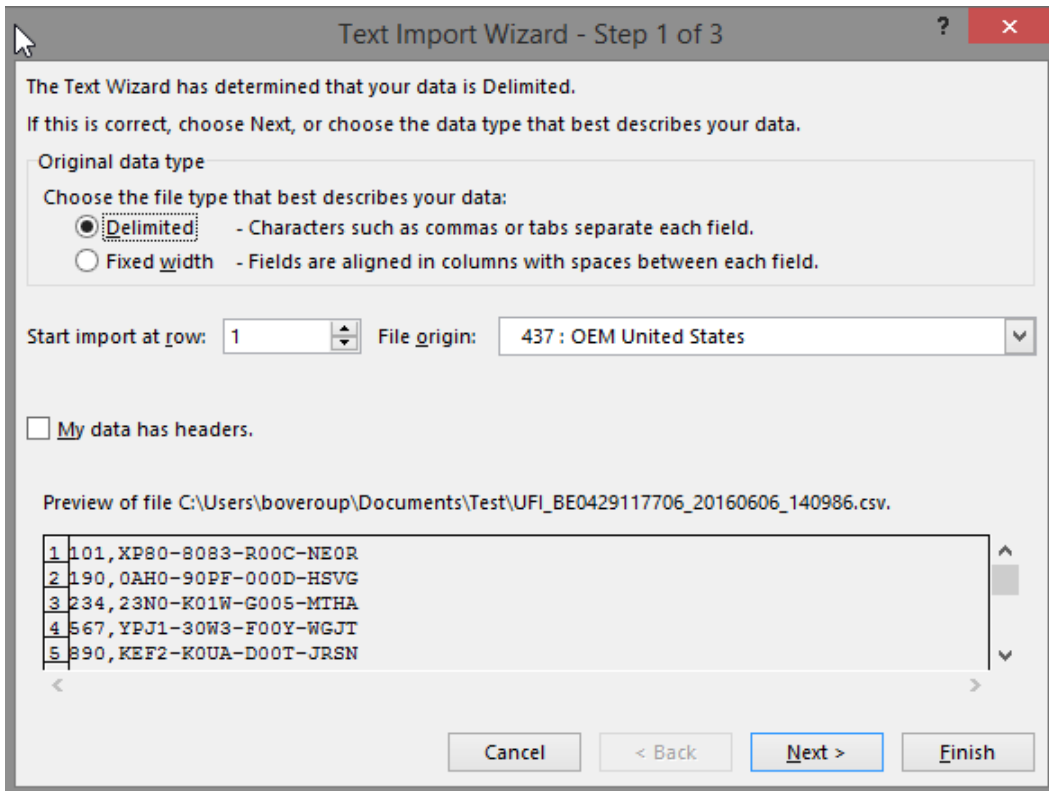 Text Import Wizard - Step 1 of 3 ? ×
The Text Wizard has determined that your data is Delimited.
If this is correct, choose Next, or choose the data type that best describes your data.
Original data type
Choose the file type that best describes your data:
Delimited - Characters such as commas or tabs separate each field.
Fixed width - Fields are aligned in columns with spaces between each field.
Start import at row: 1 File origin: 437 : OEM United States
My data has headers.
Preview of file C:\Users\boveroup\Documents\Test\UFI_BE0429117706_20160606_140986.csv.
1 101,XP80-8083-R00C-NE0R
2 190,0AH0-90PF-000D-HSVG
3 234,23N0-K01W-G005-MTHA
4 567,YPJ1-30W3-F00Y-WGJT
5 890,KEF2-K0UA-D00T-JRSN
Cancel < Back Next > Finish